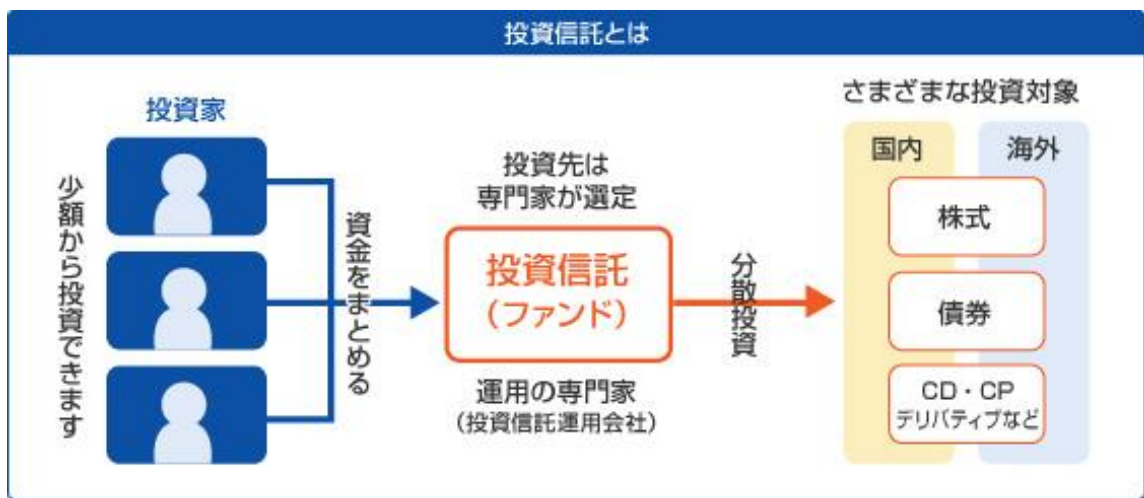 投資信託とは
投資家
少額から投資できます
資金をまとめる
投資先は
専門家が選定
投資信託
（ファンド）
運用の専門家
（投資信託運用会社）
分散投資
さまざまな投資対象
国内
海外
株式
債券
CD・CP
デリバティブなど